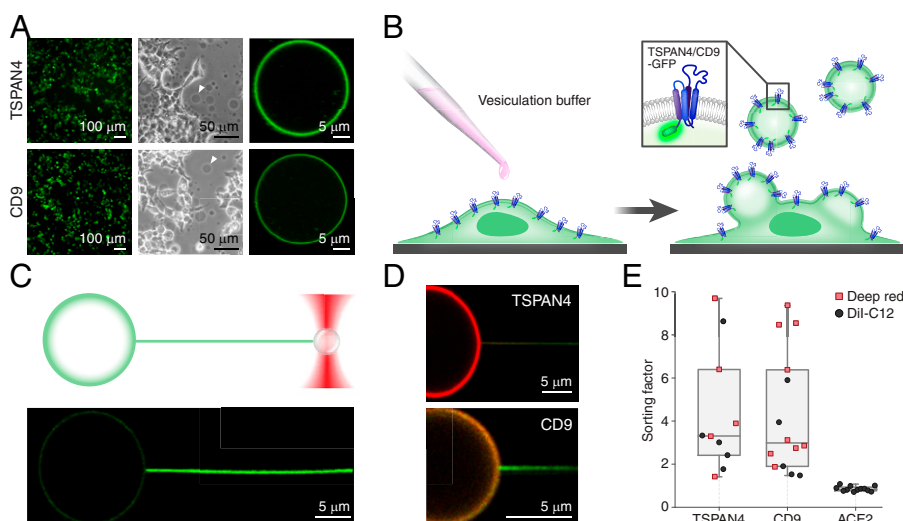 A
TSPAN4
100 μm
50 μm
5 μm
CD9
100 μm
50 μm
5 μm
B
Vesiculation buffer
TSPAN4/CD9
-GFP
C
5 μm
D
TSPAN4
5 μm
CD9
5 μm
E
Deep red
Dil-C12
Sorting factor
10
8
6
4
2
0
TSPAN4
CD9
ACE2